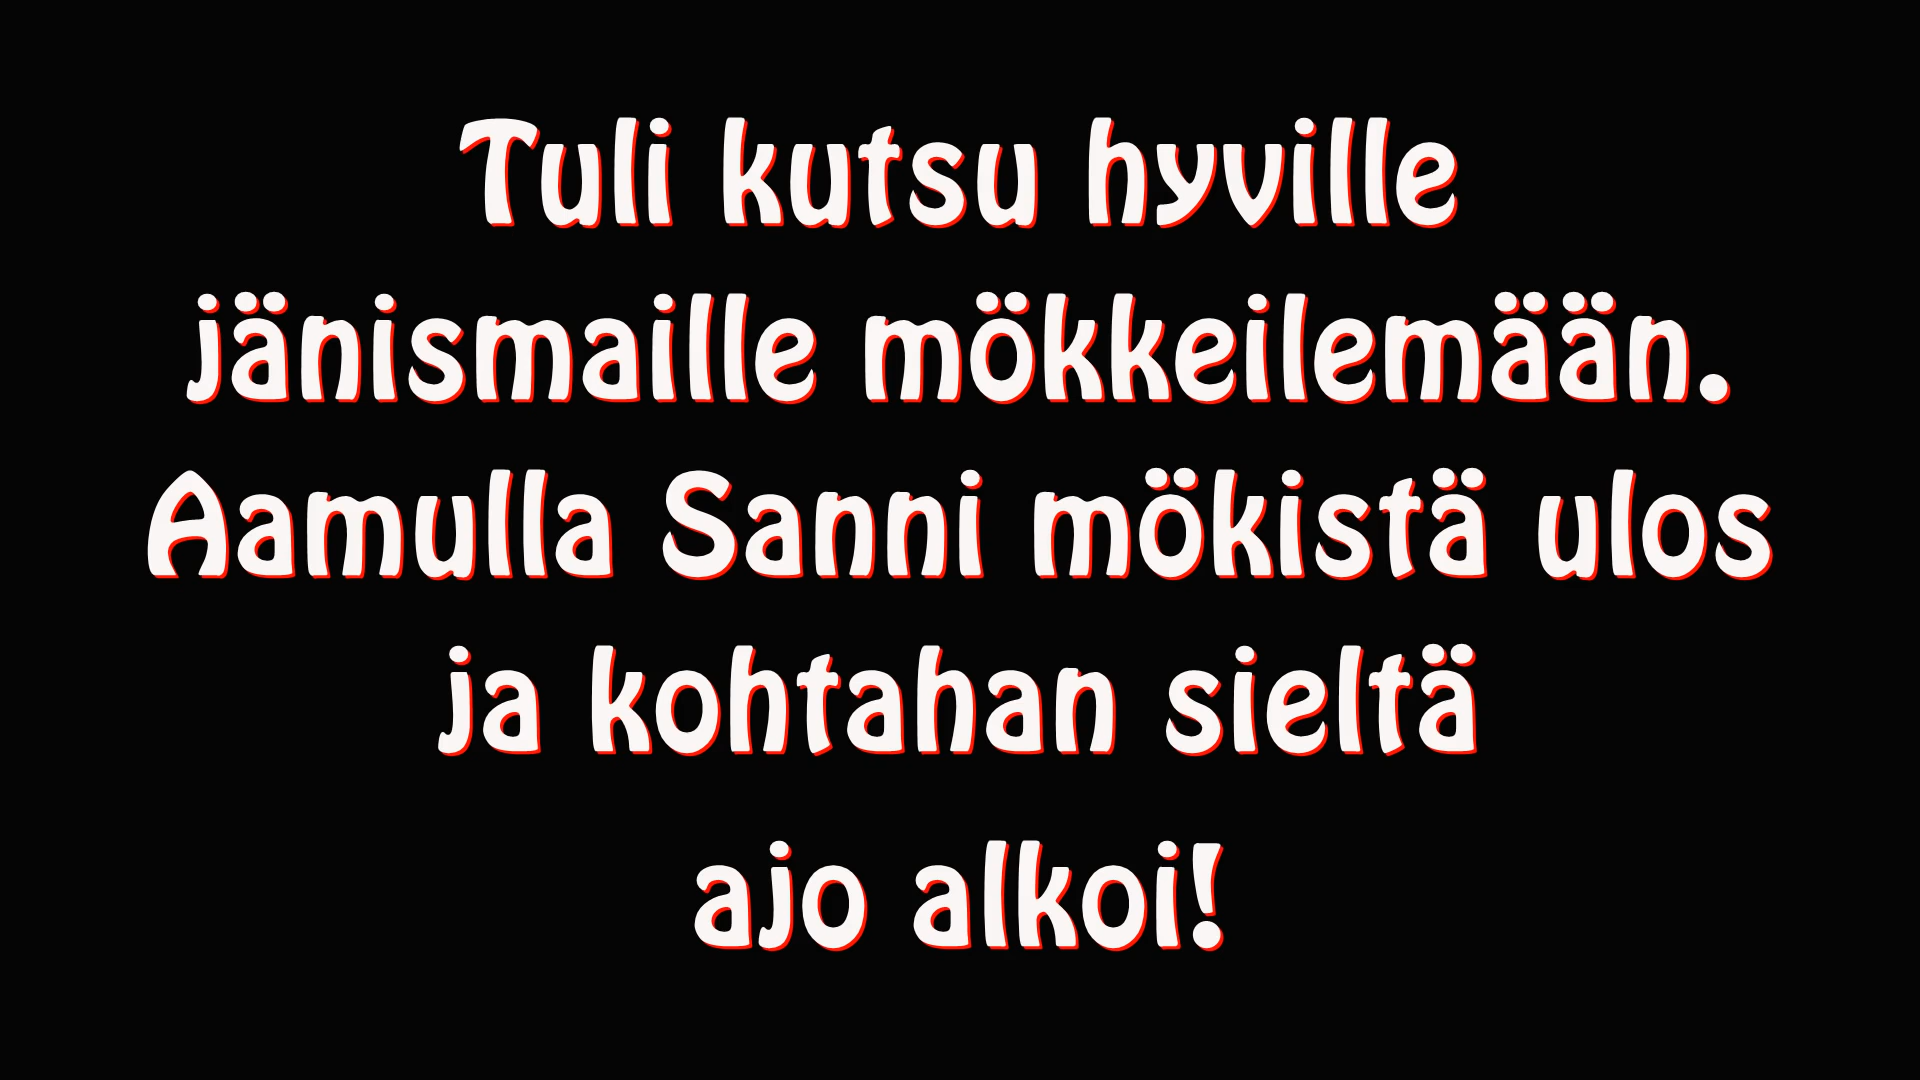 Tuli kutsu hyville
jänismaille mökkeilemään.
Aamulla Sanni mökistä ulos
ja kohtahan sieltä
ajo alkoi!